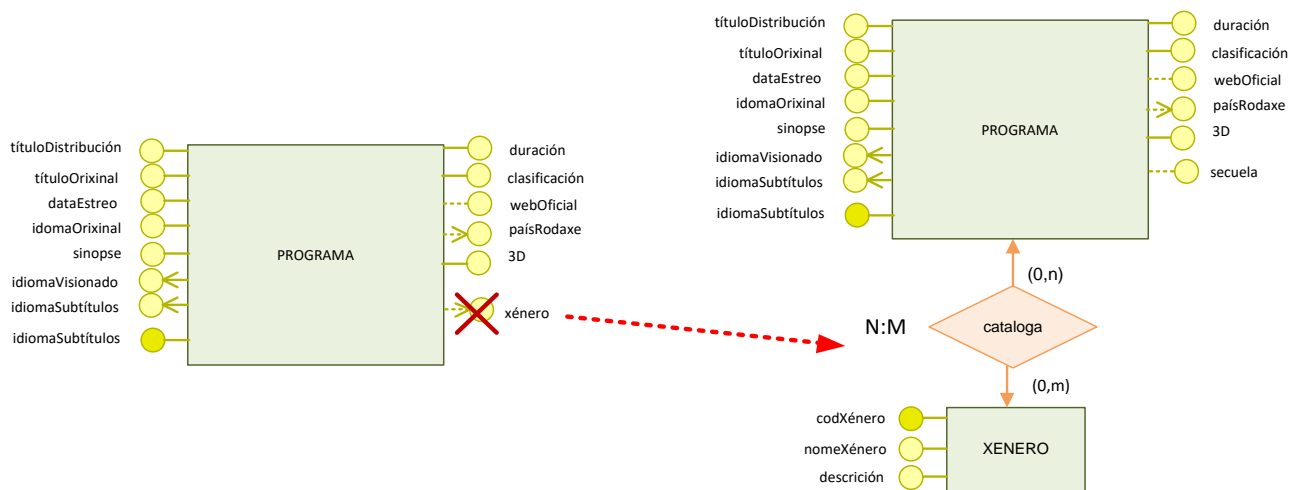 títuloDistribución
títuloOrixinal
dataEstreo
idomaOrixinal
sinopse
idiomaVisionado
idiomaSubtítulos
idiomaSubtítulos
PROGRAMA
duración
clasificación
webOficial
paísRodaxe
3D
xénero
títuloDistribución
títuloOrixinal
dataEstreo
idomaOrixinal
sinopse
idiomaVisionado
idiomaSubtítulos
idiomaSubtítulos
PROGRAMA
duración
clasificación
webOficial
paísRodaxe
3D
secuela
(0,n)
N:M
cataloga
(0,m)
codXénero
nomeXénero
descrición
XENERO